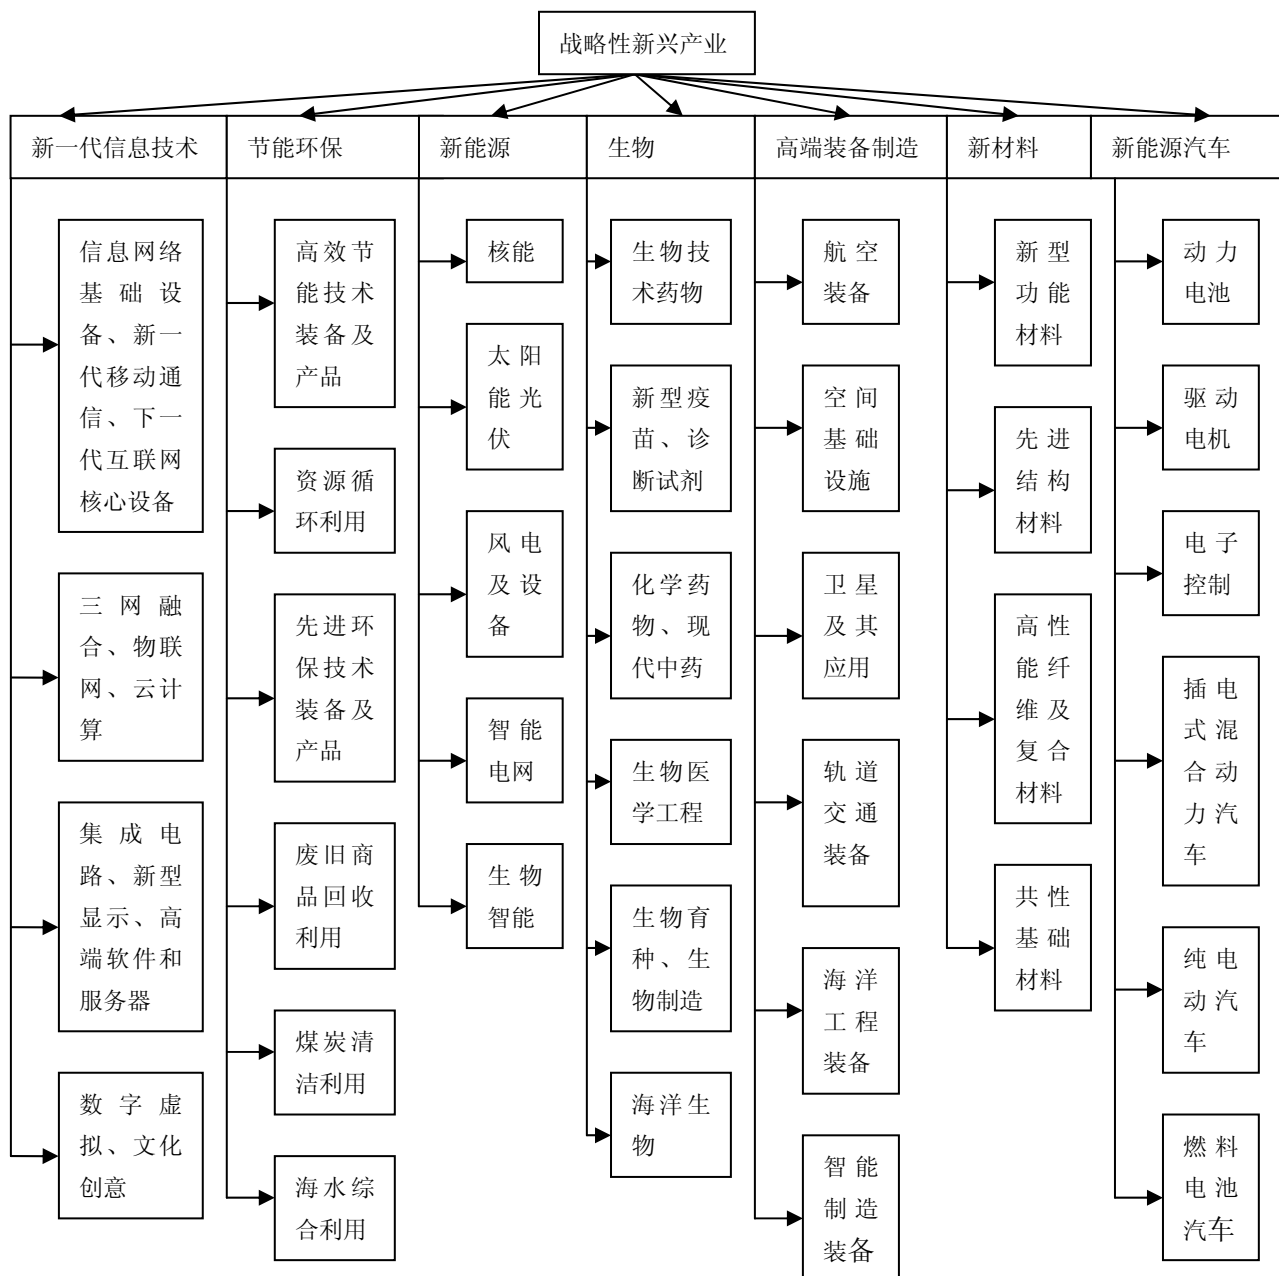 战略性新兴产业
新一代信息技术
节能环保
新能源
生物
高端装备制造
新材料
新能源汽车
信息网络
基础设
备、新一
代移动通
信、下一
代互联网
核心设备
三网融
合、物联
网、云计
算
集成电
路、新型
显示、高
端软件和
服务器
数字虚
拟、文化
创意
高效节
能技术
装备及
产品
资源循
环利用
先进环
保技术
装备及
产品
废旧商
品回收
利用
煤炭清
洁利用
海水综
合利用
核能
太阳
能光
伏
风电
及设
备
智能
电网
生物
智能
生物技
术药物
新型疫
苗、诊
断试剂
化学药
物、现
代中药
生物医
学工程
生物育
种、生
物制造
海洋生
物
航空
装备
空间
基础
设施
卫星
及其
应用
轨道
交通
装备
海洋
工程
装备
智能
制造
装备
新型
功能
材料
先进
结构
材料
高性
能纤
维及
复合
材料
共性
基础
材料
动力
电池
驱动
电机
电子
控制
插电
式混
合动
力汽
车
纯电
动汽
车
燃料
电池
汽车